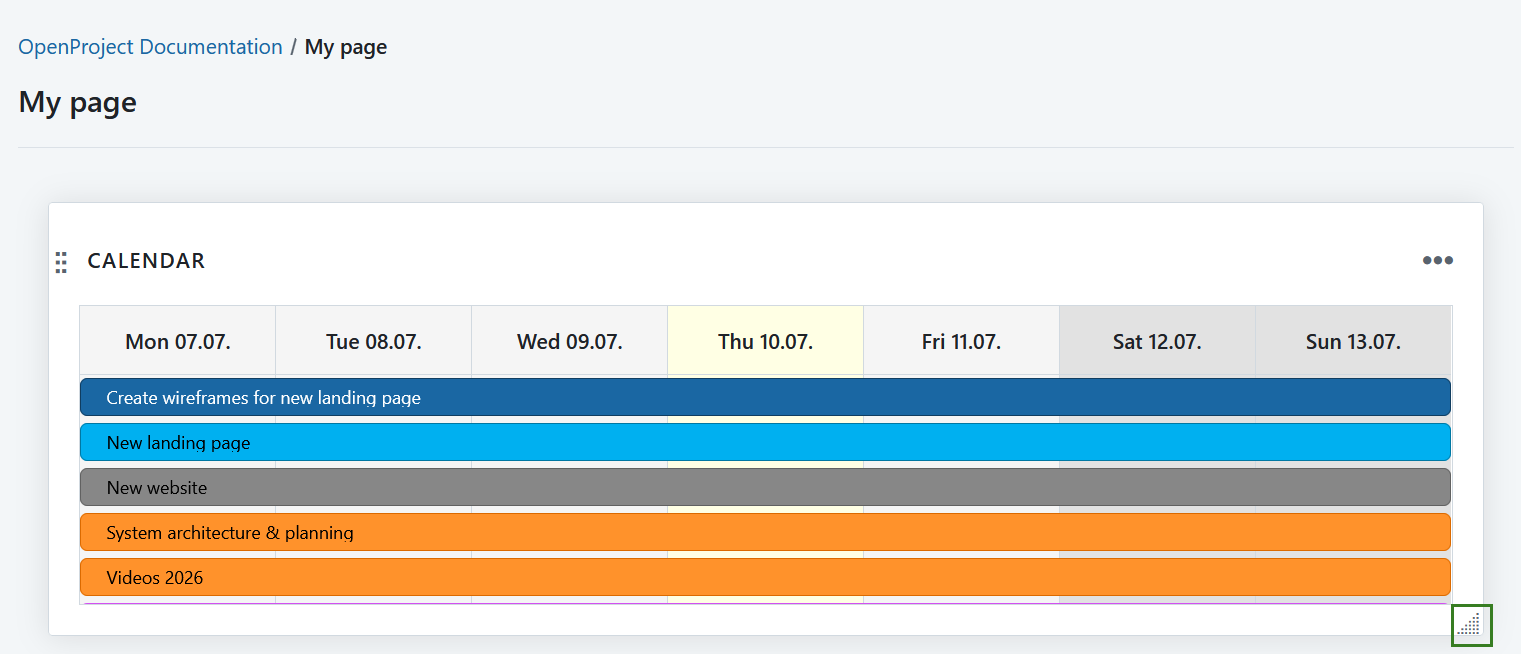 OpenProject Documentation / My page
My page
CALENDAR
Mon 07.07. Tue 08.07. Wed 09.07. Thu 10.07. Fri 11.07. Sat 12.07. Sun 13.07.
Create wireframes for new landing page
New landing page
New website
System architecture & planning
Videos 2026